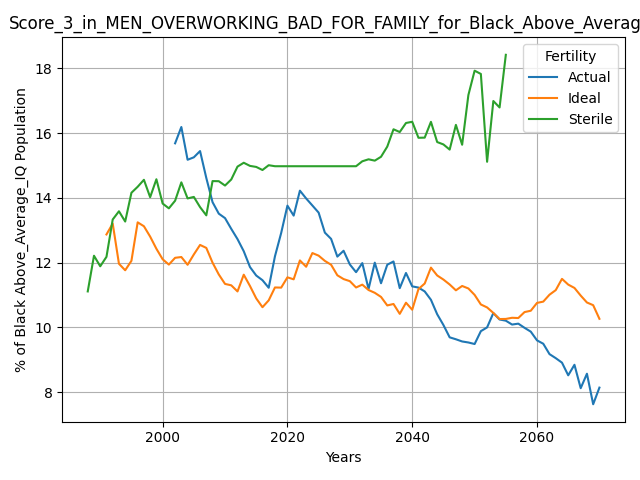 Score_3_in_MEN_OVERWORKING_BAD_FOR_FAMILY_for_Black_Above_Averag
% of Black Above_Average_IQ Population
18
16
14
12
10
8
Fertility
Actual
Ideal
Sterile
2000
2020
2040
2060
Years